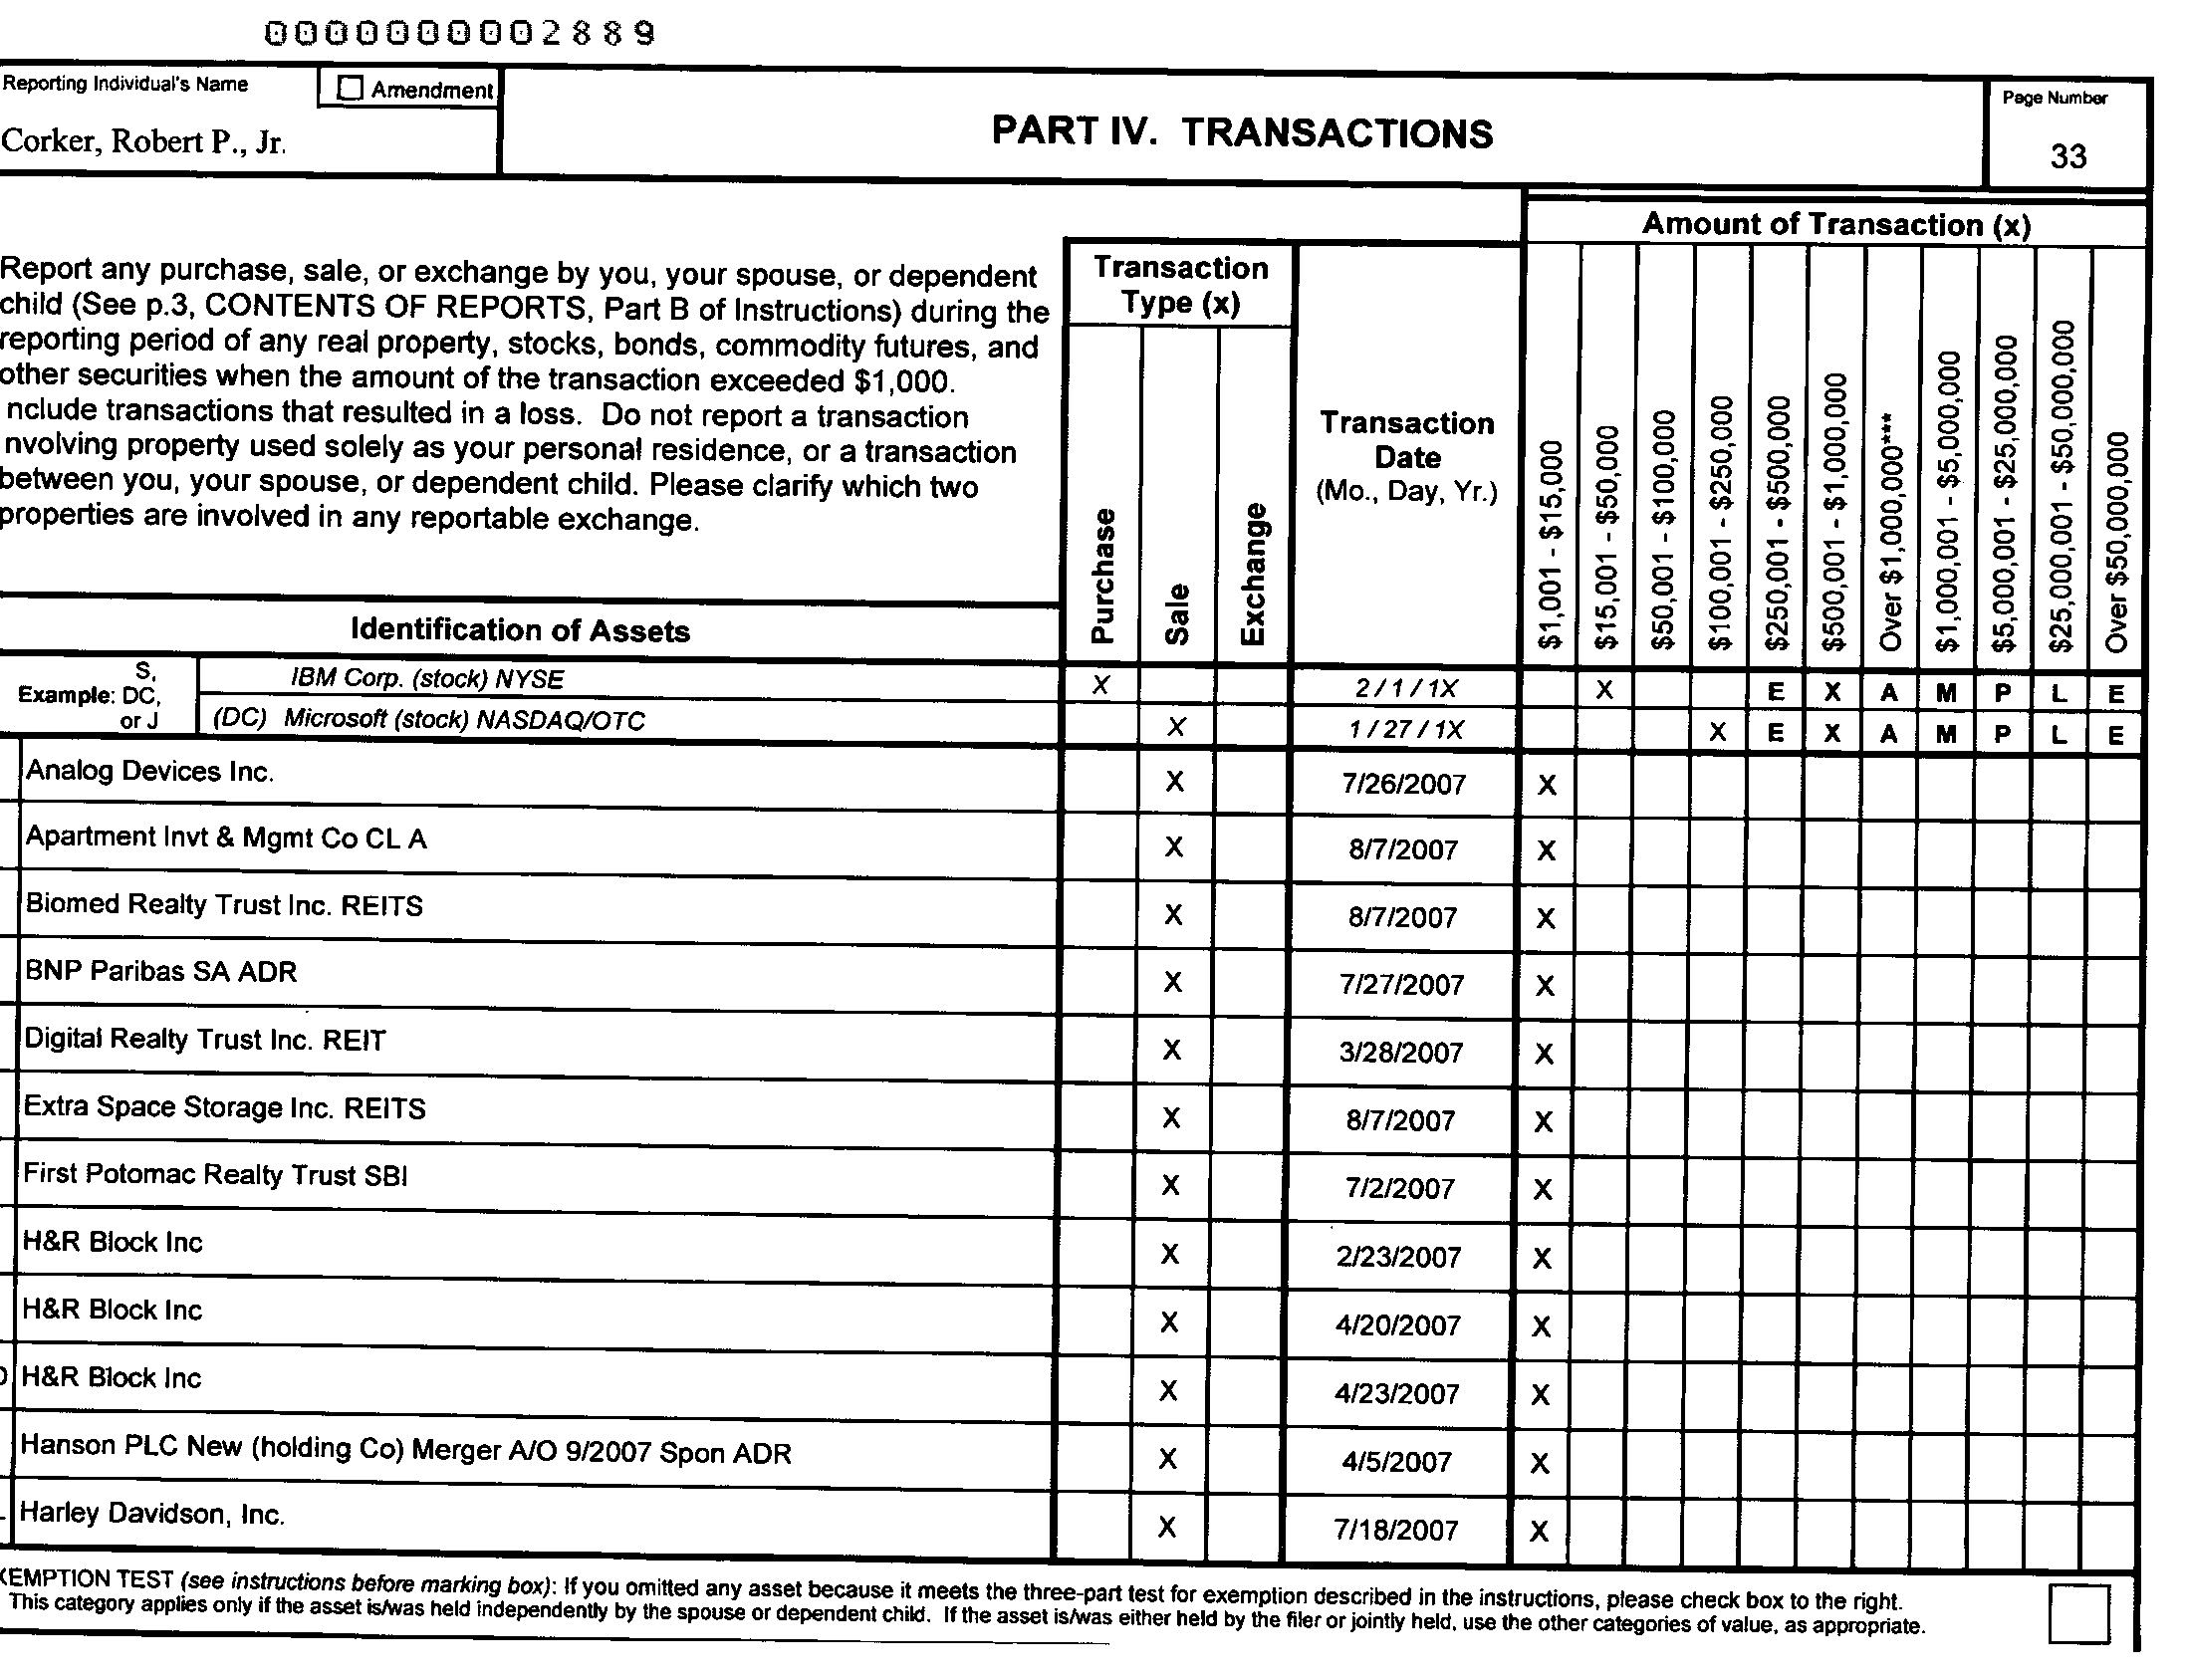 0000000002889
Reporting Individual's Name
Amendment
Corker, Robert P., Jr.
PART IV. TRANSACTIONS
Page Number
33
Report any purchase, sale, or exchange by you, your spouse, or dependent
child (See p.3, CONTENTS OF REPORTS, Part B of Instructions) during the
reporting period of any real property, stocks, bonds, commodity futures, and
other securities when the amount of the transaction exceeded $1,000.
nclude transactions that resulted in a loss. Do not report a transaction
nvolving property used solely as your personal residence, or a transaction
between you, your spouse, or dependent child. Please clarify which two
properties are involved in any reportable exchange.
Identification of Assets
Transaction
Type (x)
Purchase
Sale
Exchange
Transaction
Date
(Mo., Day, Yr.)
Amount of Transaction (x)
$1,001 - $15,000
$15,001 - $50,000
$50,001 - $100,000
$100,001 - $250,000
$250,001 - $500,000
$500,001 - $1,000,000
Over $1,000,000***
$1,000,001 - $5,000,000
$5,000,001 - $25,000,000
$25,000,001 - $50,000,000
Over $50,000,000
S,
Example: DC,
or J
IBM Corp. (stock) NYSE X 2 / 1 / 1X X E X A M P L E
(DC) Microsoft (stock) NASDAQ/OTC X 1 / 27 / 1X X E X A M P L E
Analog Devices Inc. X 7/26/2007 X
Apartment Invt & Mgmt Co CL A X 8/7/2007 X
Biomed Realty Trust Inc. REITS X 8/7/2007 X
BNP Paribas SA ADR X 7/27/2007 X
Digital Realty Trust Inc. REIT X 3/28/2007 X
Extra Space Storage Inc. REITS X 8/7/2007 X
First Potomac Realty Trust SBI X 7/2/2007 X
H&R Block Inc X 2/23/2007 X
H&R Block Inc X 4/20/2007 X
H&R Block Inc X 4/23/2007 X
Hanson PLC New (holding Co) Merger A/O 9/2007 Spon ADR X 4/5/2007 X
Harley Davidson, Inc. X 7/18/2007 X
EMPTION TEST (see instructions before marking box): If you omitted any asset because it meets the three-part test for exemption described in the instructions, please check box to the right.
This category applies only if the asset is/was held independently by the spouse or dependent child. If the asset is/was either held by the filer or jointly held, use the other categories of value, as appropriate.